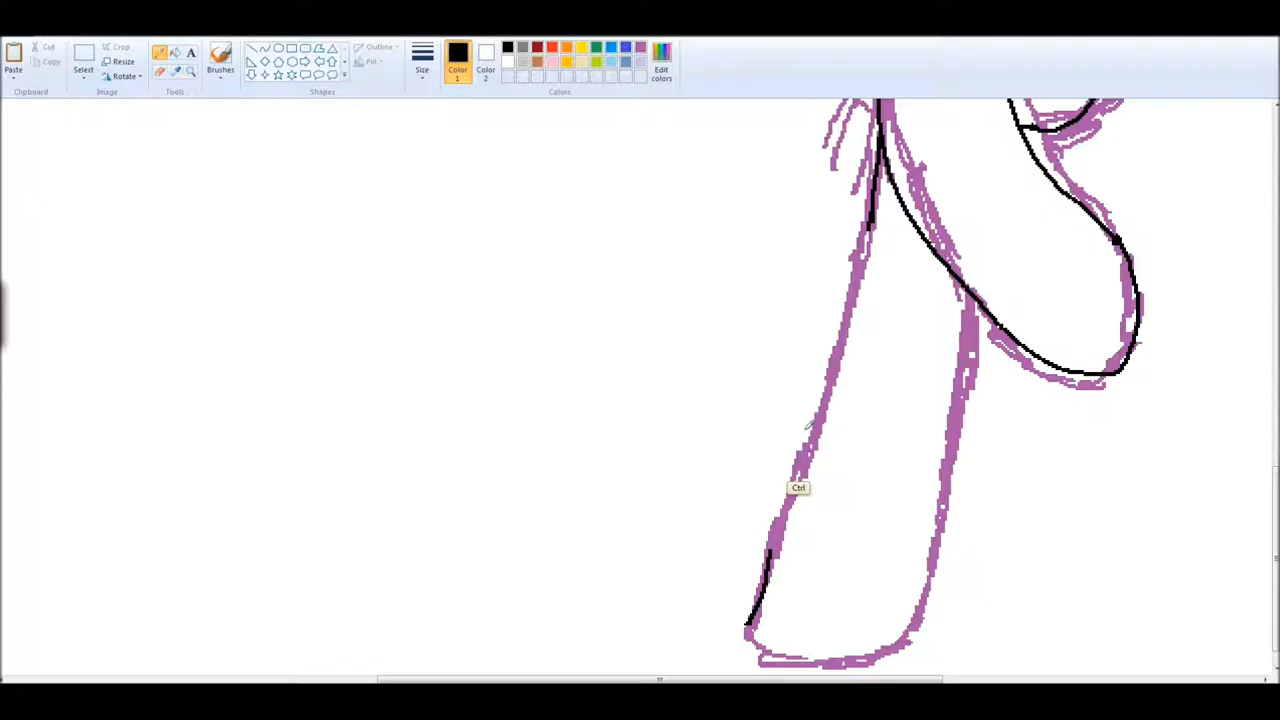 Cut
Copy
Paste
Clipboard
Select
Crop
Resize
Rotate
Image
A
Tools
Brushes
Outline
Fill
Shapes
Size
Color 1
Color 2
Edit colors
Colors
Ctrl